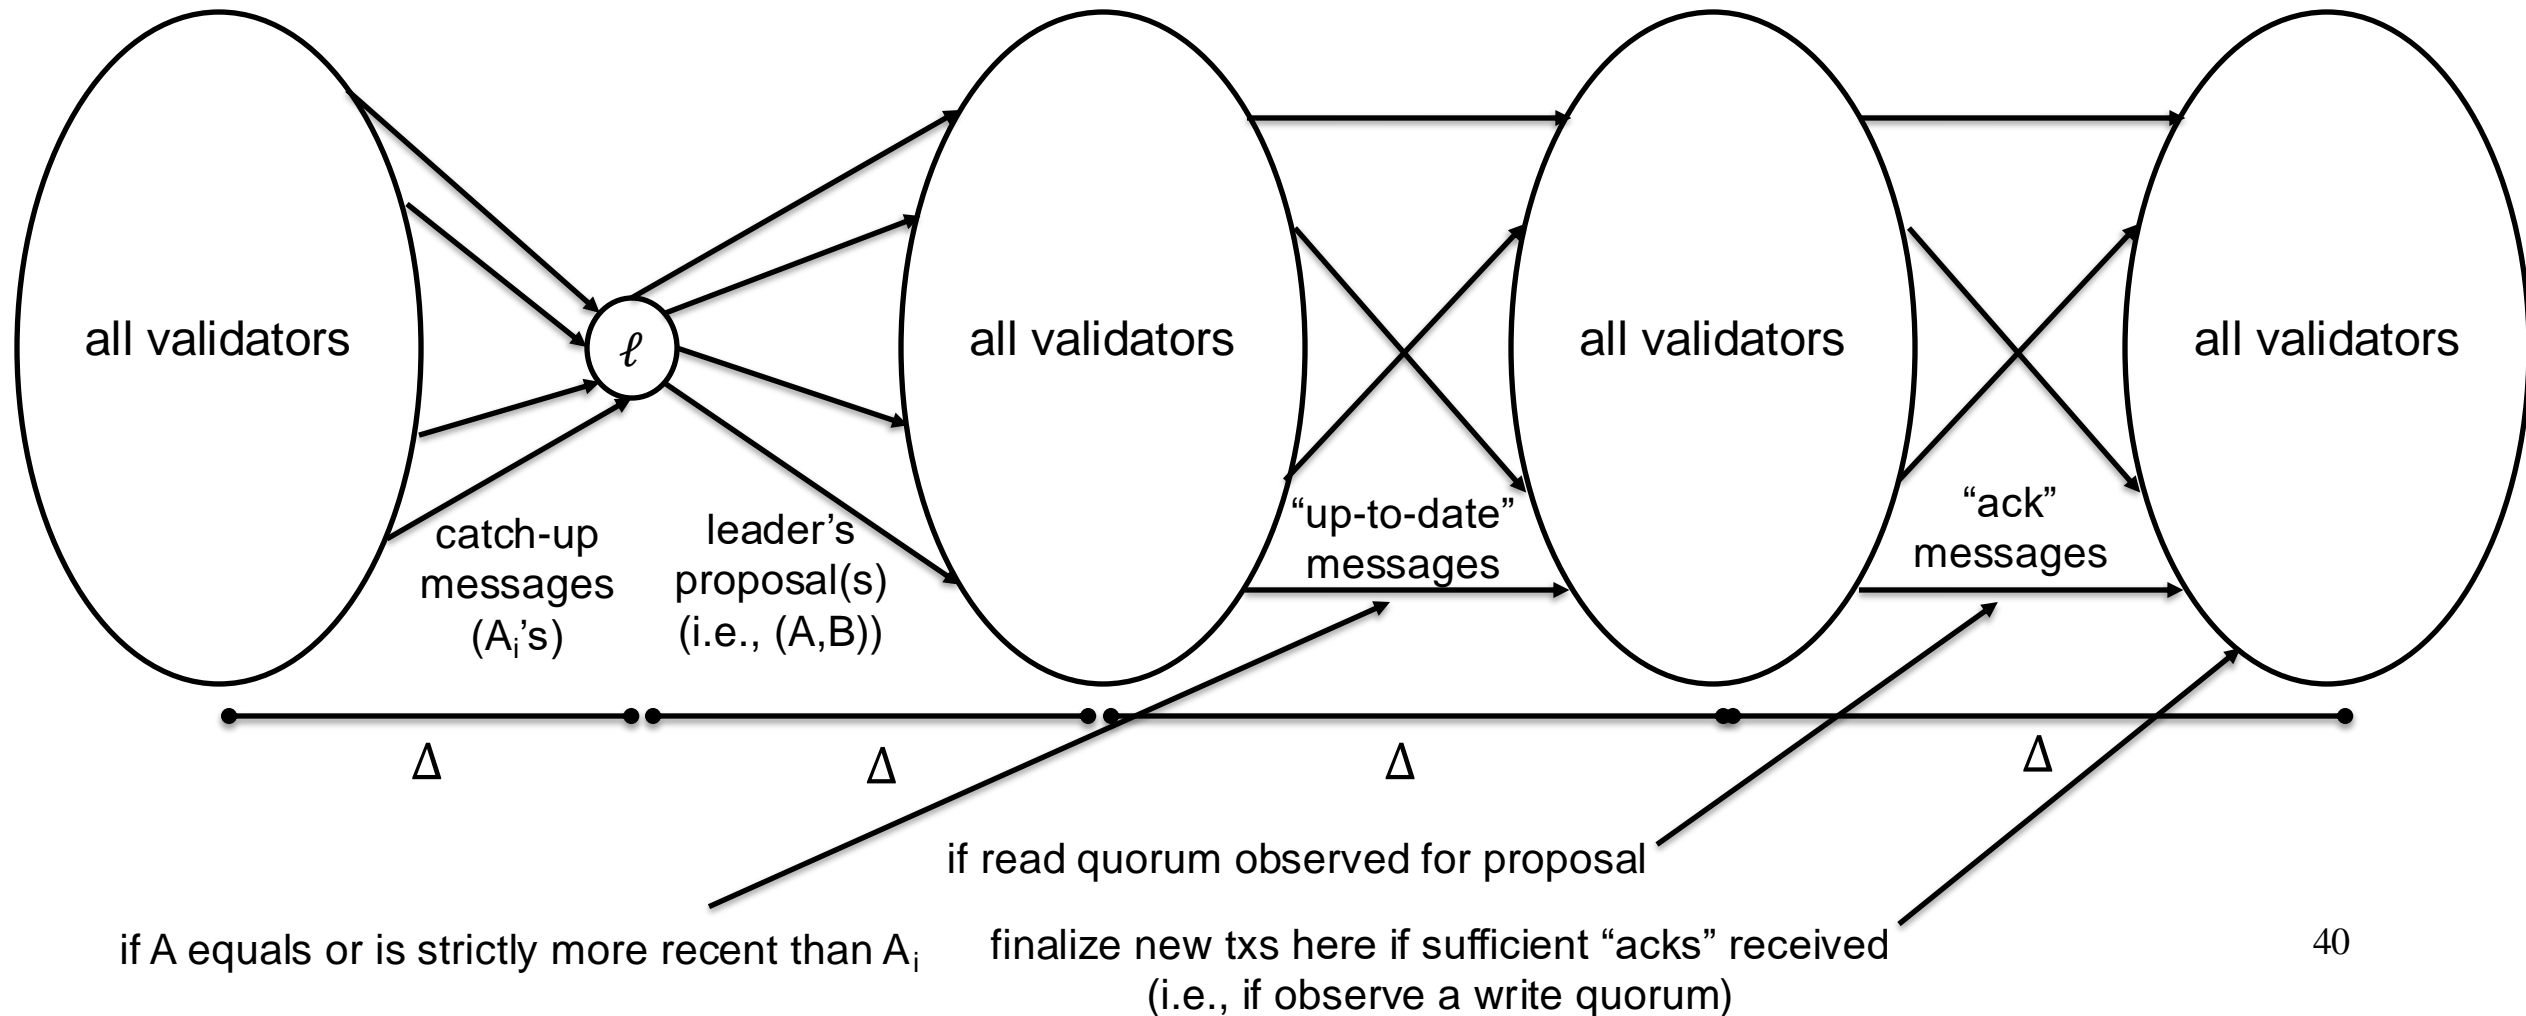 all validators
ℓ
all validators
all validators
all validators
catch-up
messages
(Aᵢ’s)
leader’s
proposal(s)
(i.e., (A,B))
“up-to-date”
messages
“ack”
messages
Δ
Δ
Δ
Δ
if read quorum observed for proposal
if A equals or is strictly more recent than Aᵢ
finalize new txs here if sufficient “acks” received
(i.e., if observe a write quorum)
40